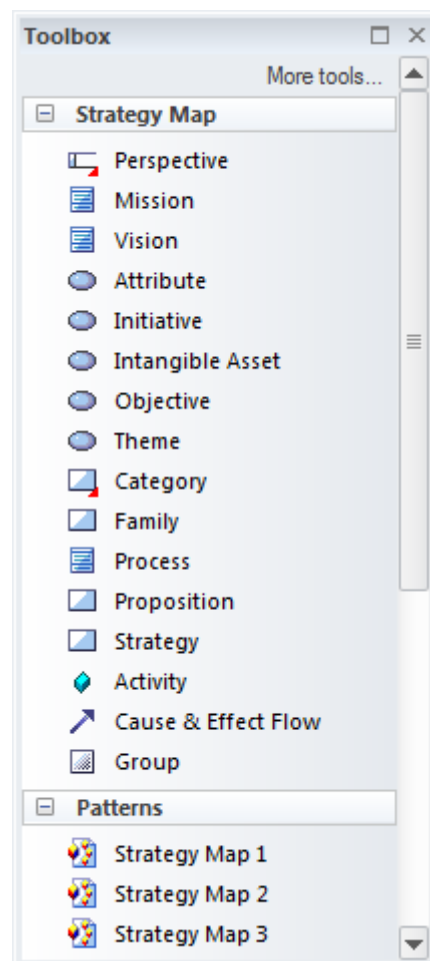 Toolbox
More tools...
Strategy Map
Perspective
Mission
Vision
Attribute
Initiative
Intangible Asset
Objective
Theme
Category
Family
Process
Proposition
Strategy
Activity
Cause & Effect Flow
Group
Patterns
Strategy Map 1
Strategy Map 2
Strategy Map 3